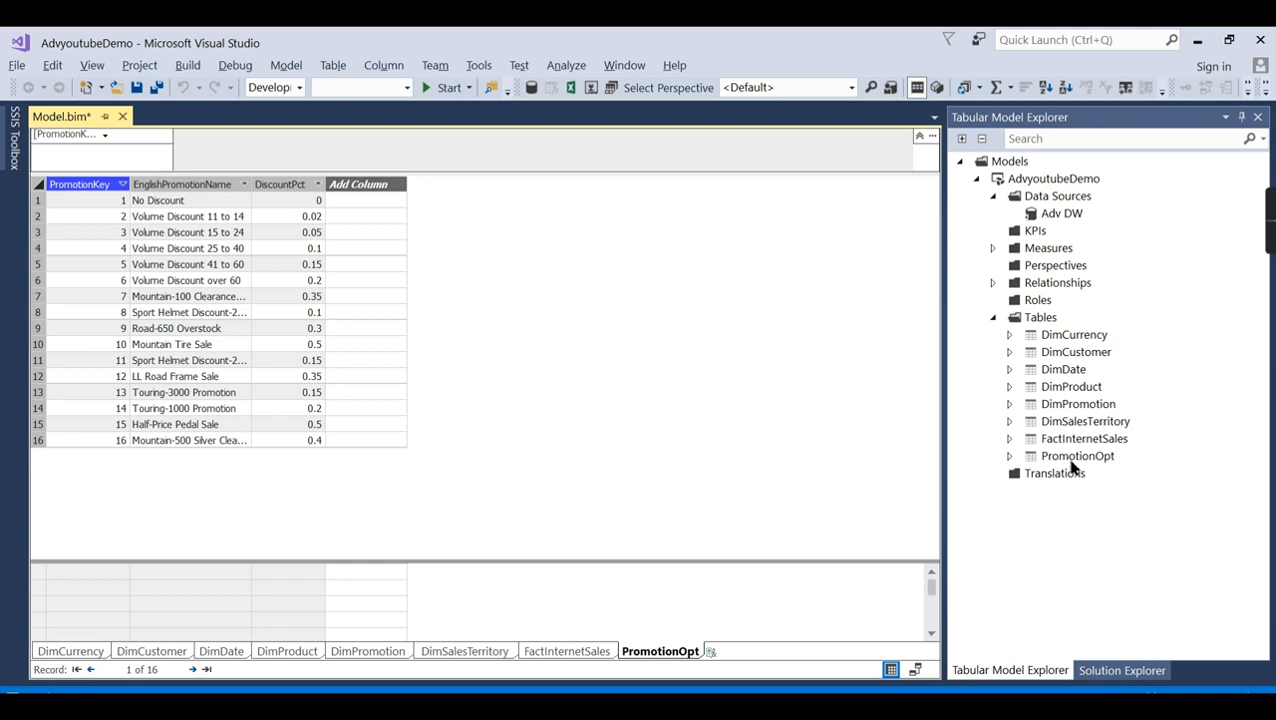 AdvyoutubeDemo - Microsoft Visual Studio
Quick Launch (Ctrl+Q)
File Edit View Project Build Debug Model Table Column Team Tools Test Analyze Window Help
Sign in
Develop Start Select Perspective <Default>
SSIS Toolbox
Model.bim*
[PromotionK...
PromotionKey EnglishPromotionName DiscountPct Add Column
1 1 No Discount 0
2 2 Volume Discount 11 to 14 0.02
3 3 Volume Discount 15 to 24 0.05
4 4 Volume Discount 25 to 40 0.1
5 5 Volume Discount 41 to 60 0.15
6 6 Volume Discount over 60 0.2
7 7 Mountain-100 Clearance... 0.35
8 8 Sport Helmet Discount-2... 0.1
9 9 Road-650 Overstock 0.3
10 10 Mountain Tire Sale 0.5
11 11 Sport Helmet Discount-2... 0.15
12 12 LL Road Frame Sale 0.35
13 13 Touring-3000 Promotion 0.15
14 14 Touring-1000 Promotion 0.2
15 15 Half-Price Pedal Sale 0.5
16 16 Mountain-500 Silver Clea... 0.4
DimCurrency DimCustomer DimDate DimProduct DimPromotion DimSalesTerritory FactInternetSales PromotionOpt
Record: 1 of 16
Tabular Model Explorer
Search
Models
AdvyoutubeDemo
Data Sources
Adv DW
KPIs
Measures
Perspectives
Relationships
Roles
Tables
DimCurrency
DimCustomer
DimDate
DimProduct
DimPromotion
DimSalesTerritory
FactInternetSales
PromotionOpt
Translations
Tabular Model Explorer Solution Explorer